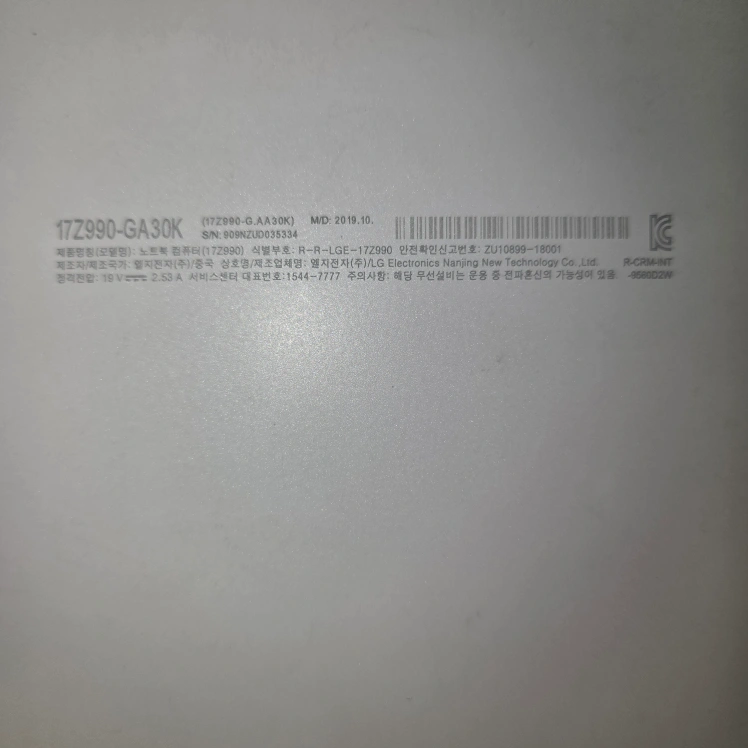 17Z990-GA30K (17Z990-G.AA30K) M/D: 2019.10.
S/N: 909NZUD035334
제품명칭(모델명): 노트북 컴퓨터(17Z990) 식별부호: R-R-LGE-17Z990 안전확인신고번호: ZU10899-18001
제조자/제조국가: 엘지전자(주)/중국 상호명/제조업체명: 엘지전자(주)/LG Electronics Nanjing New Technology Co.,Ltd. R-CRM-INT
정격전압: 19V 2.53 A 서비스센터 대표번호:1544-7777 주의사항: 해당 무선설비는 운용 중 전파혼신의 가능성이 있음. -9560D2W